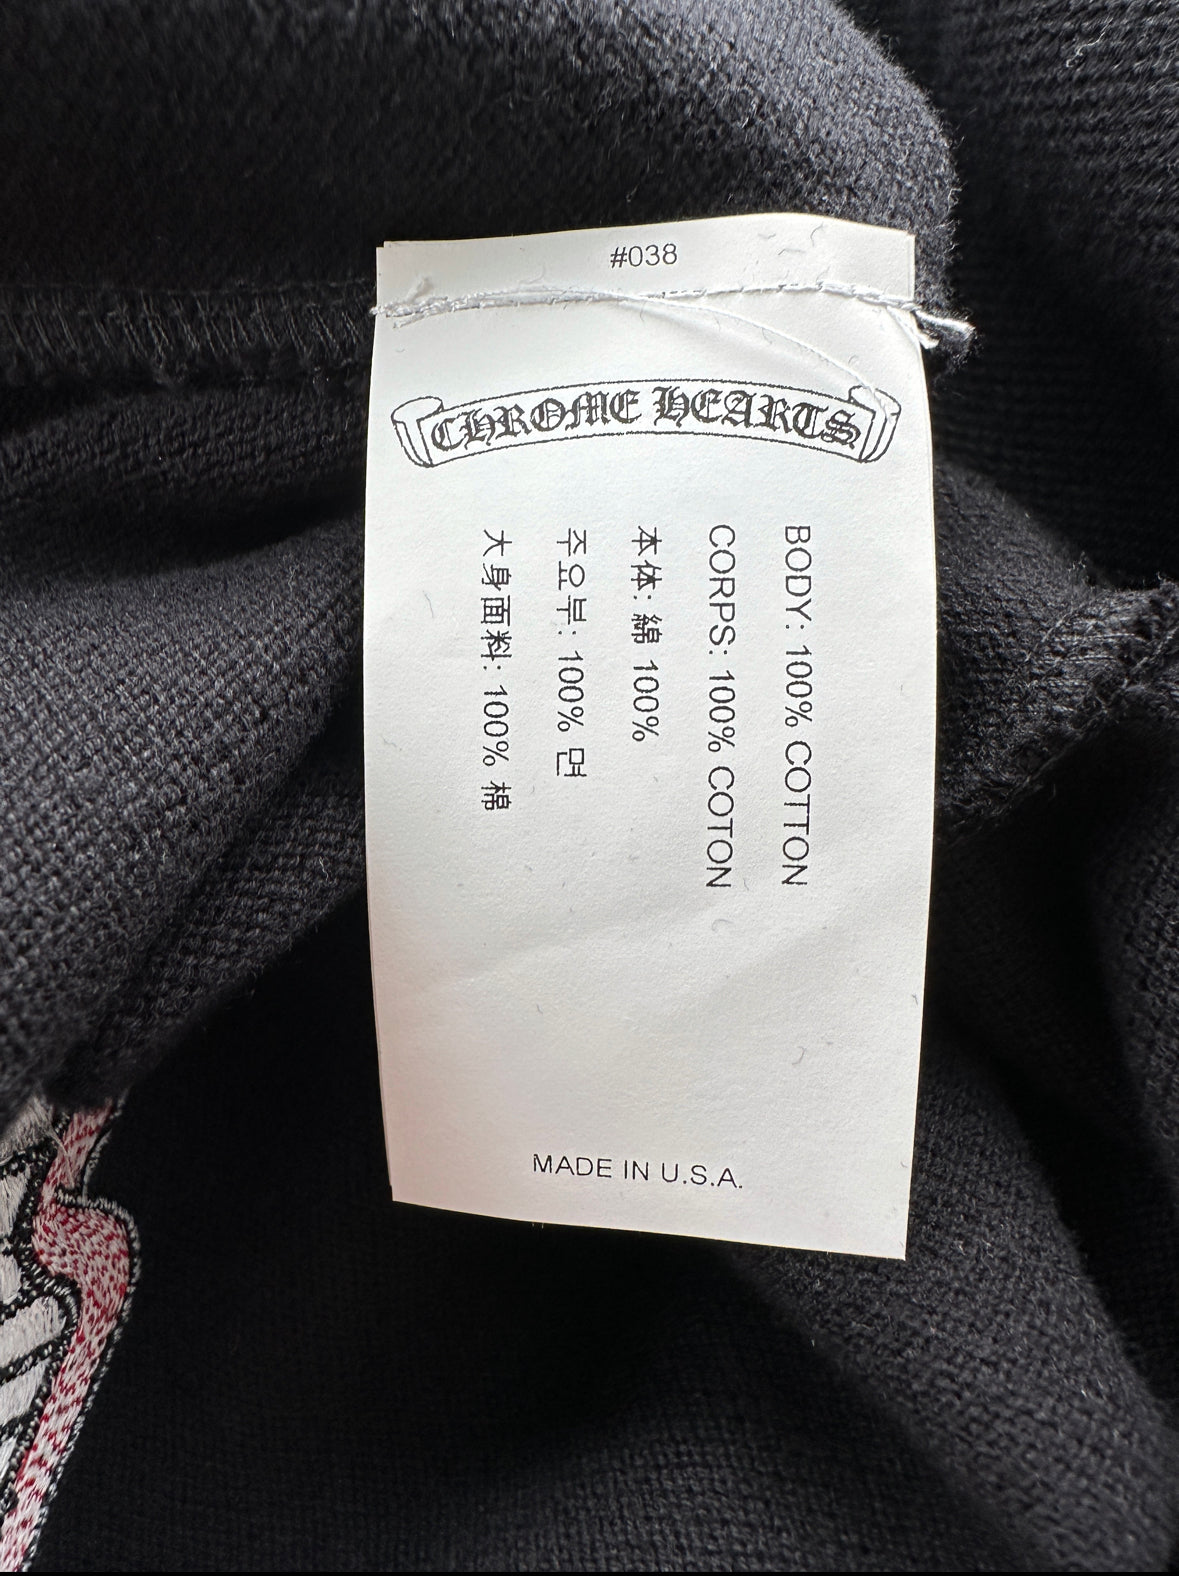 #038
CHROME HEARTS
BODY: 100% COTTON
CORPS: 100% COTON
本体: 綿 100%
주요부: 100% 면
大身面料: 100% 棉
MADE IN U.S.A.